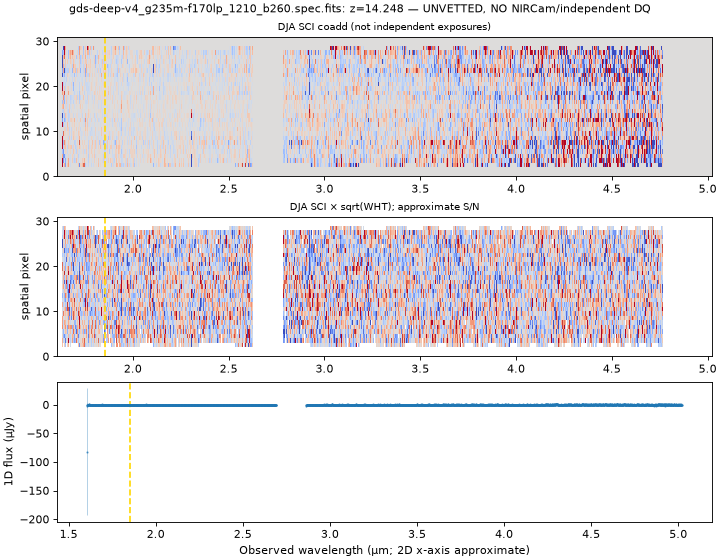 gds-deep-v4_g235m-f170lp_1210_b260.spec.fits: z=14.248 — UNVETTED, NO NIRCam/independent DQ
DJA SCI coadd (not independent exposures)
spatial pixel
30
20
10
0
2.0 2.5 3.0 3.5 4.0 4.5 5.0
DJA SCI × sqrt(WHT); approximate S/N
spatial pixel
30
20
10
0
2.0 2.5 3.0 3.5 4.0 4.5 5.0
1D flux (μJy)
0
−50
−100
−150
−200
1.5 2.0 2.5 3.0 3.5 4.0 4.5 5.0
Observed wavelength (μm; 2D x-axis approximate)